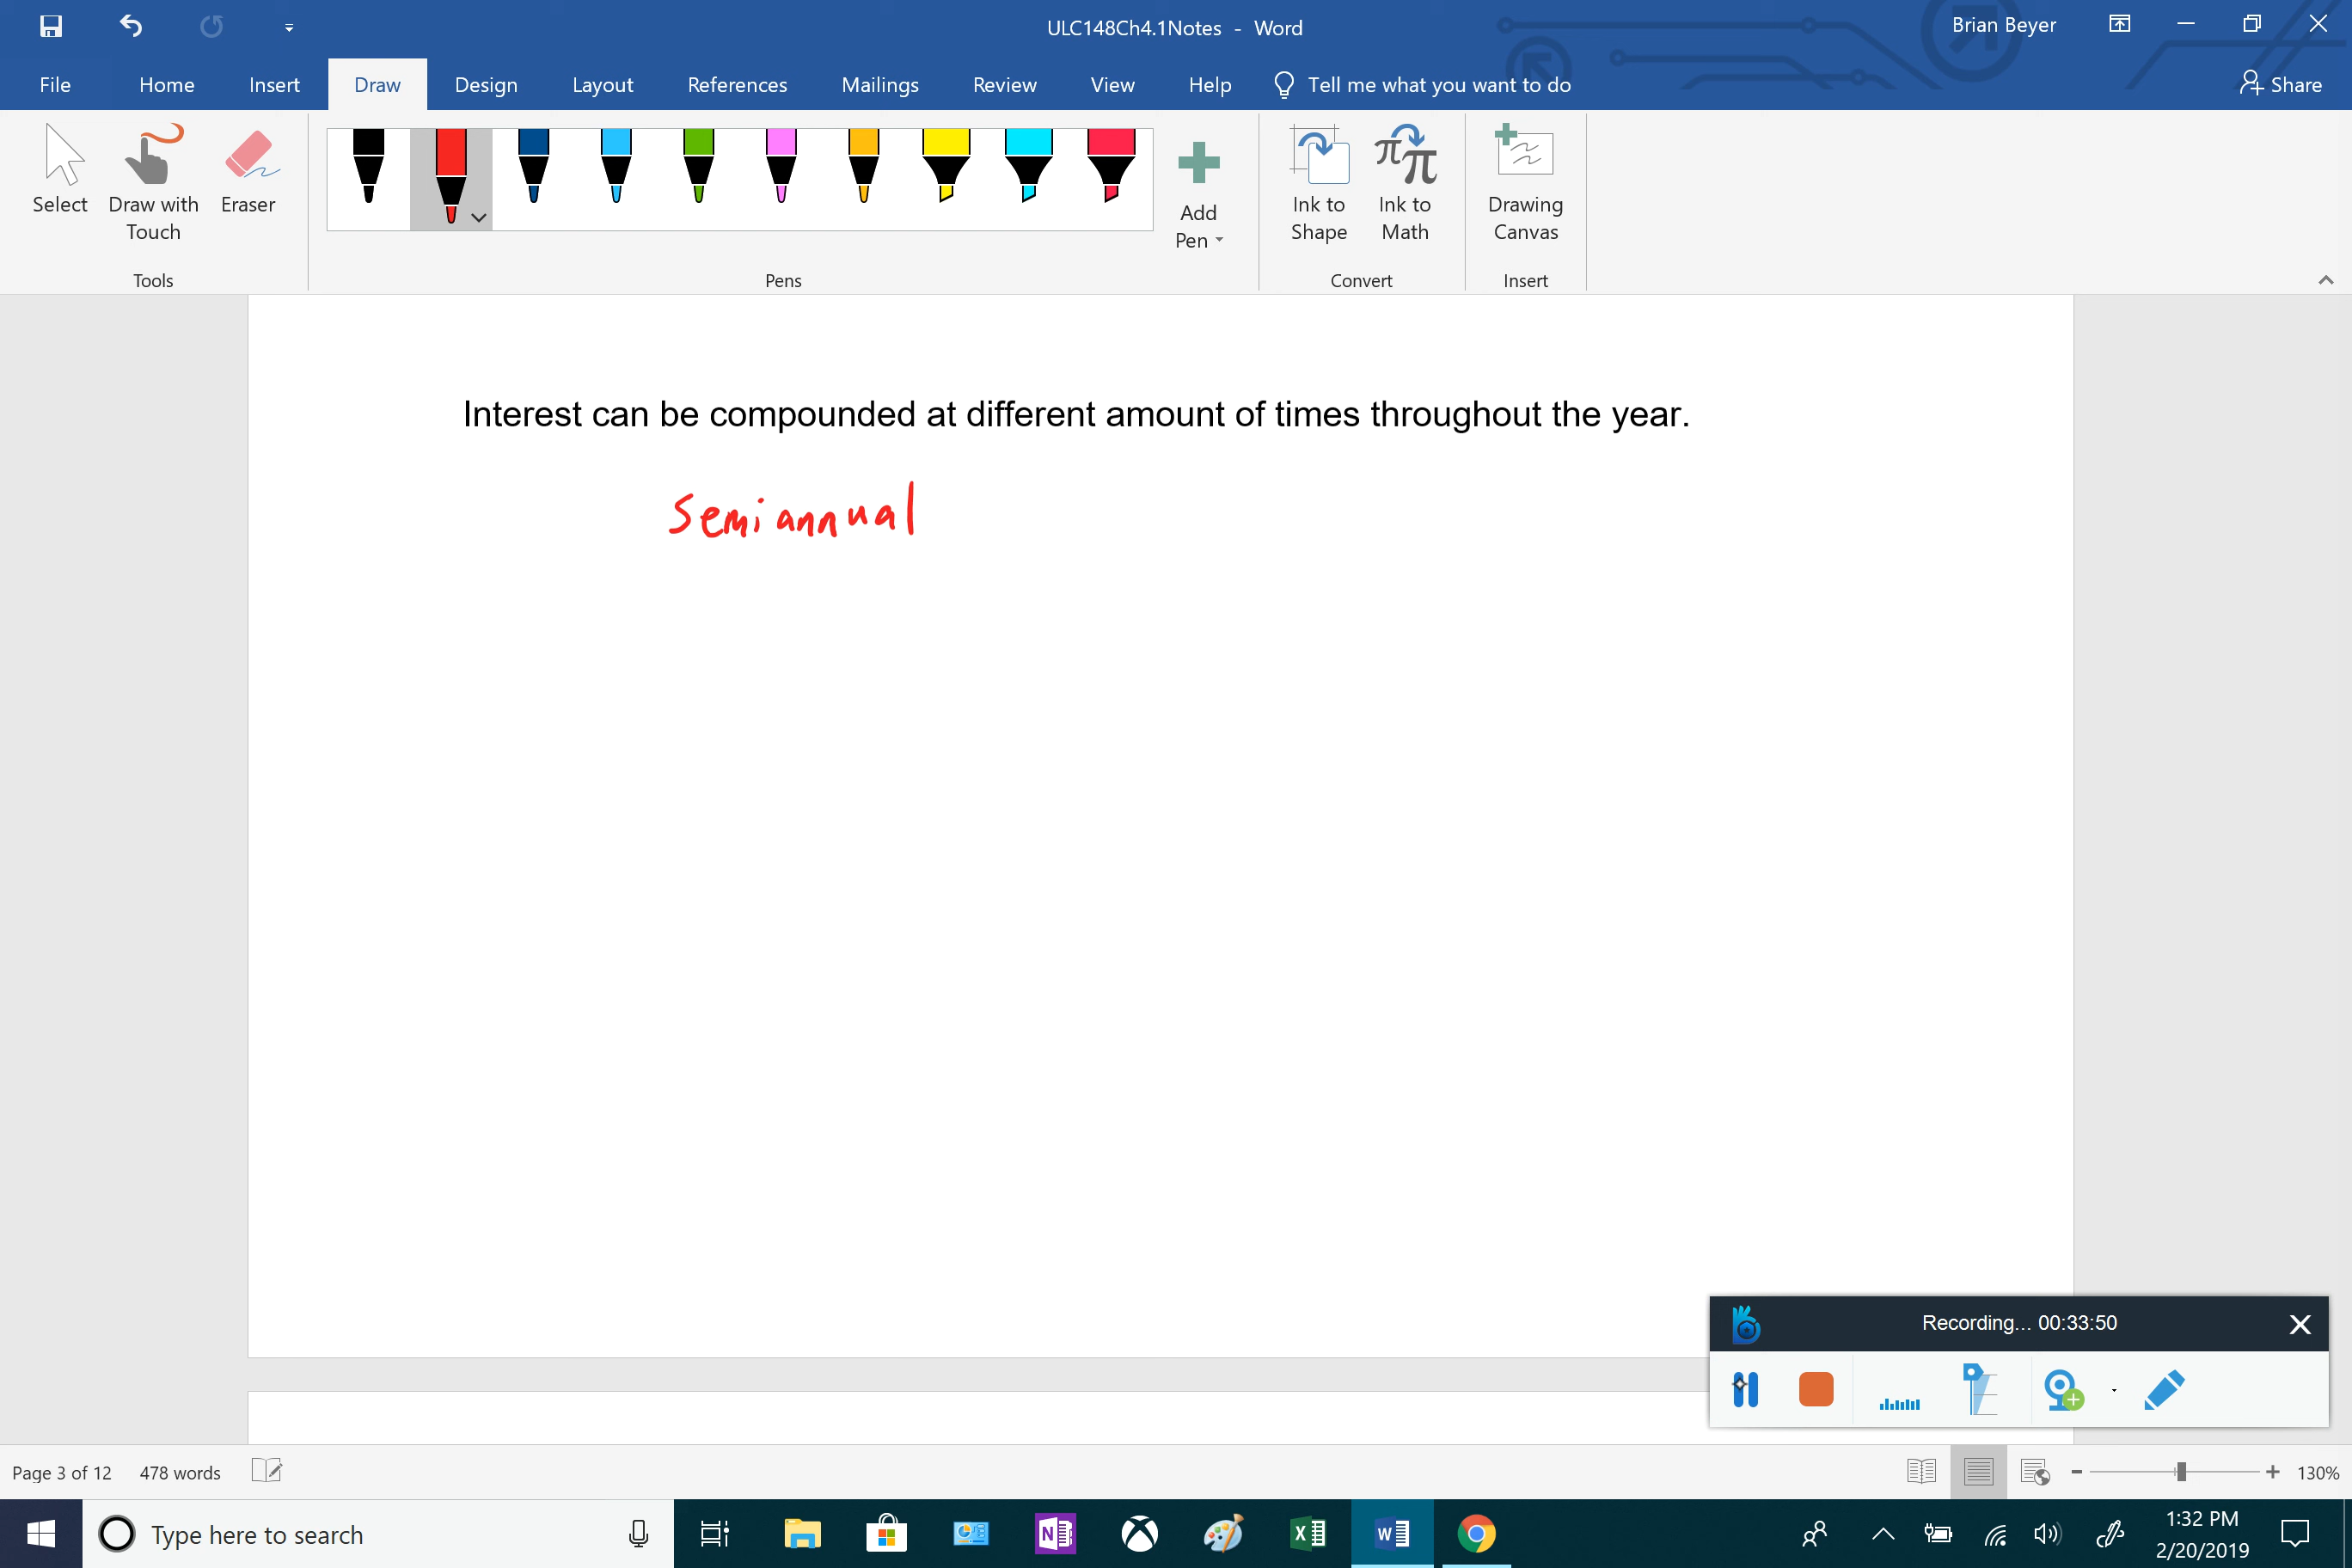 ULC148Ch4.1Notes - Word
Brian Beyer
File Home Insert Draw Design Layout References Mailings Review View Help Tell me what you want to do Share
Select Draw with Touch Eraser
Add Pen
Ink to Shape Ink to Math
Drawing Canvas
Tools Pens Convert Insert
Interest can be compounded at different amount of times throughout the year.
Semiannual
Recording... 00:33:50
Page 3 of 12 478 words 130%
Type here to search
1:32 PM
2/20/2019